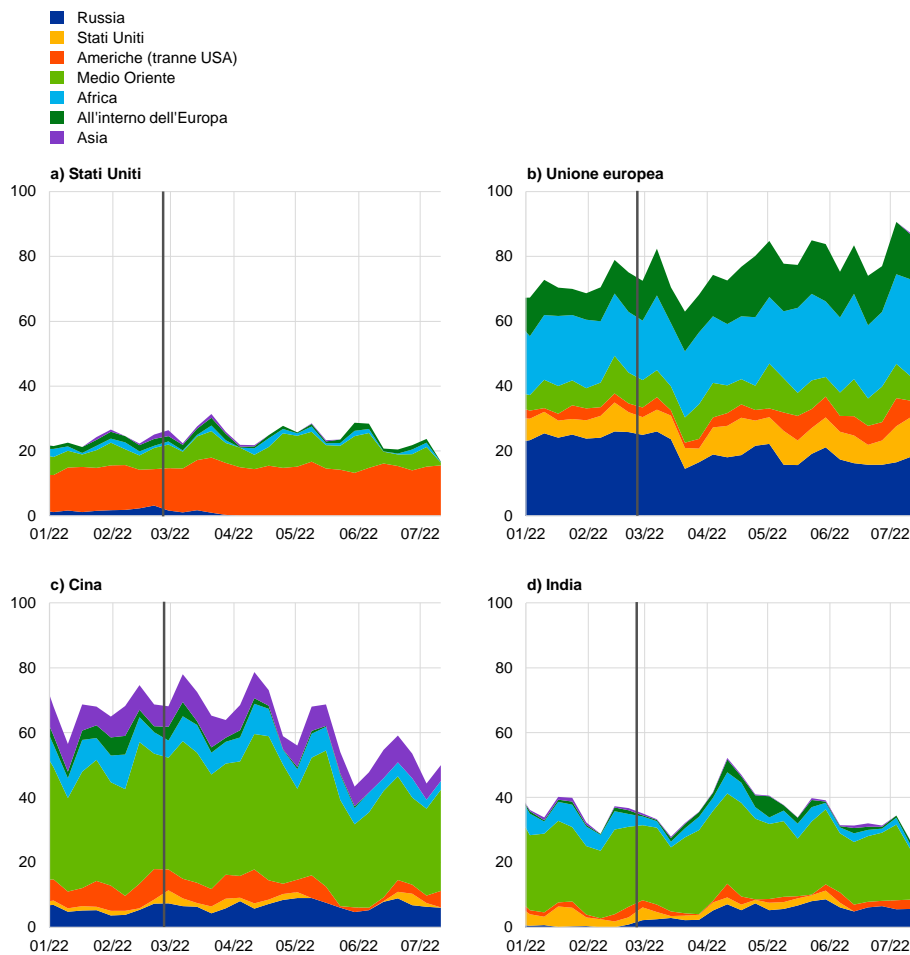 Russia
Stati Uniti
Americhe (tranne USA)
Medio Oriente
Africa
All'interno dell'Europa
Asia
a) Stati Uniti
100
80
60
40
20
0
01/22 02/22 03/22 04/22 05/22 06/22 07/22
b) Unione europea
100
80
60
40
20
0
01/22 02/22 03/22 04/22 05/22 06/22 07/22
c) Cina
100
80
60
40
20
0
01/22 02/22 03/22 04/22 05/22 06/22 07/22
d) India
100
80
60
40
20
0
01/22 02/22 03/22 04/22 05/22 06/22 07/22